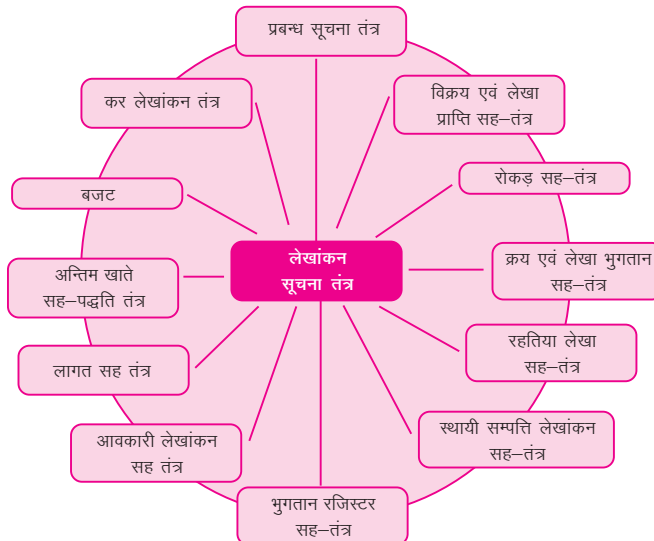 प्रबन्ध सूचना तंत्र
कर लेखांकन तंत्र
विक्रय एवं लेखा
प्राप्ति सह–तंत्र
बजट
रोकड़ सह–तंत्र
लेखांकन
सूचना तंत्र
अन्तिम खाते
सह–पद्धति तंत्र
क्रय एवं लेखा भुगतान
सह–तंत्र
लागत सह तंत्र
रहतिया लेखा
सह–तंत्र
आवकारी लेखांकन
सह तंत्र
स्थायी सम्पत्ति लेखांकन
सह–तंत्र
भुगतान रजिस्टर
सह–तंत्र